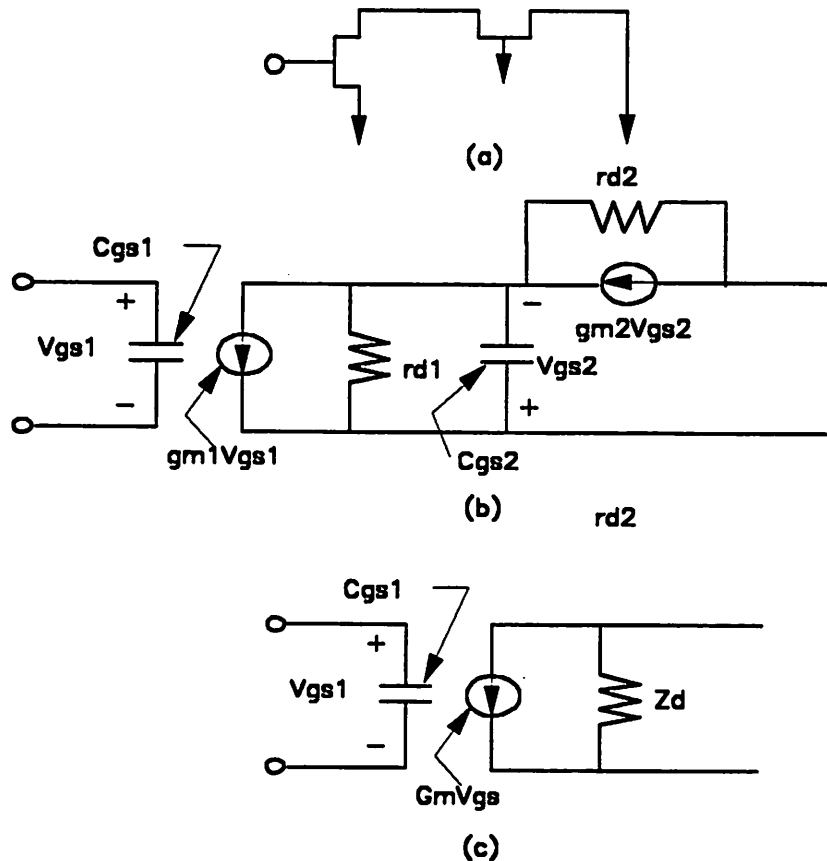 (a)
rd2
Cgs1
+
-
Vgs1
gm2Vgs2
rd1
Vgs2
-
+
gm1Vgs1
Cgs2
(b)
rd2
Cgs1
+
Vgs1
Zd
-
GmVgs
(c)